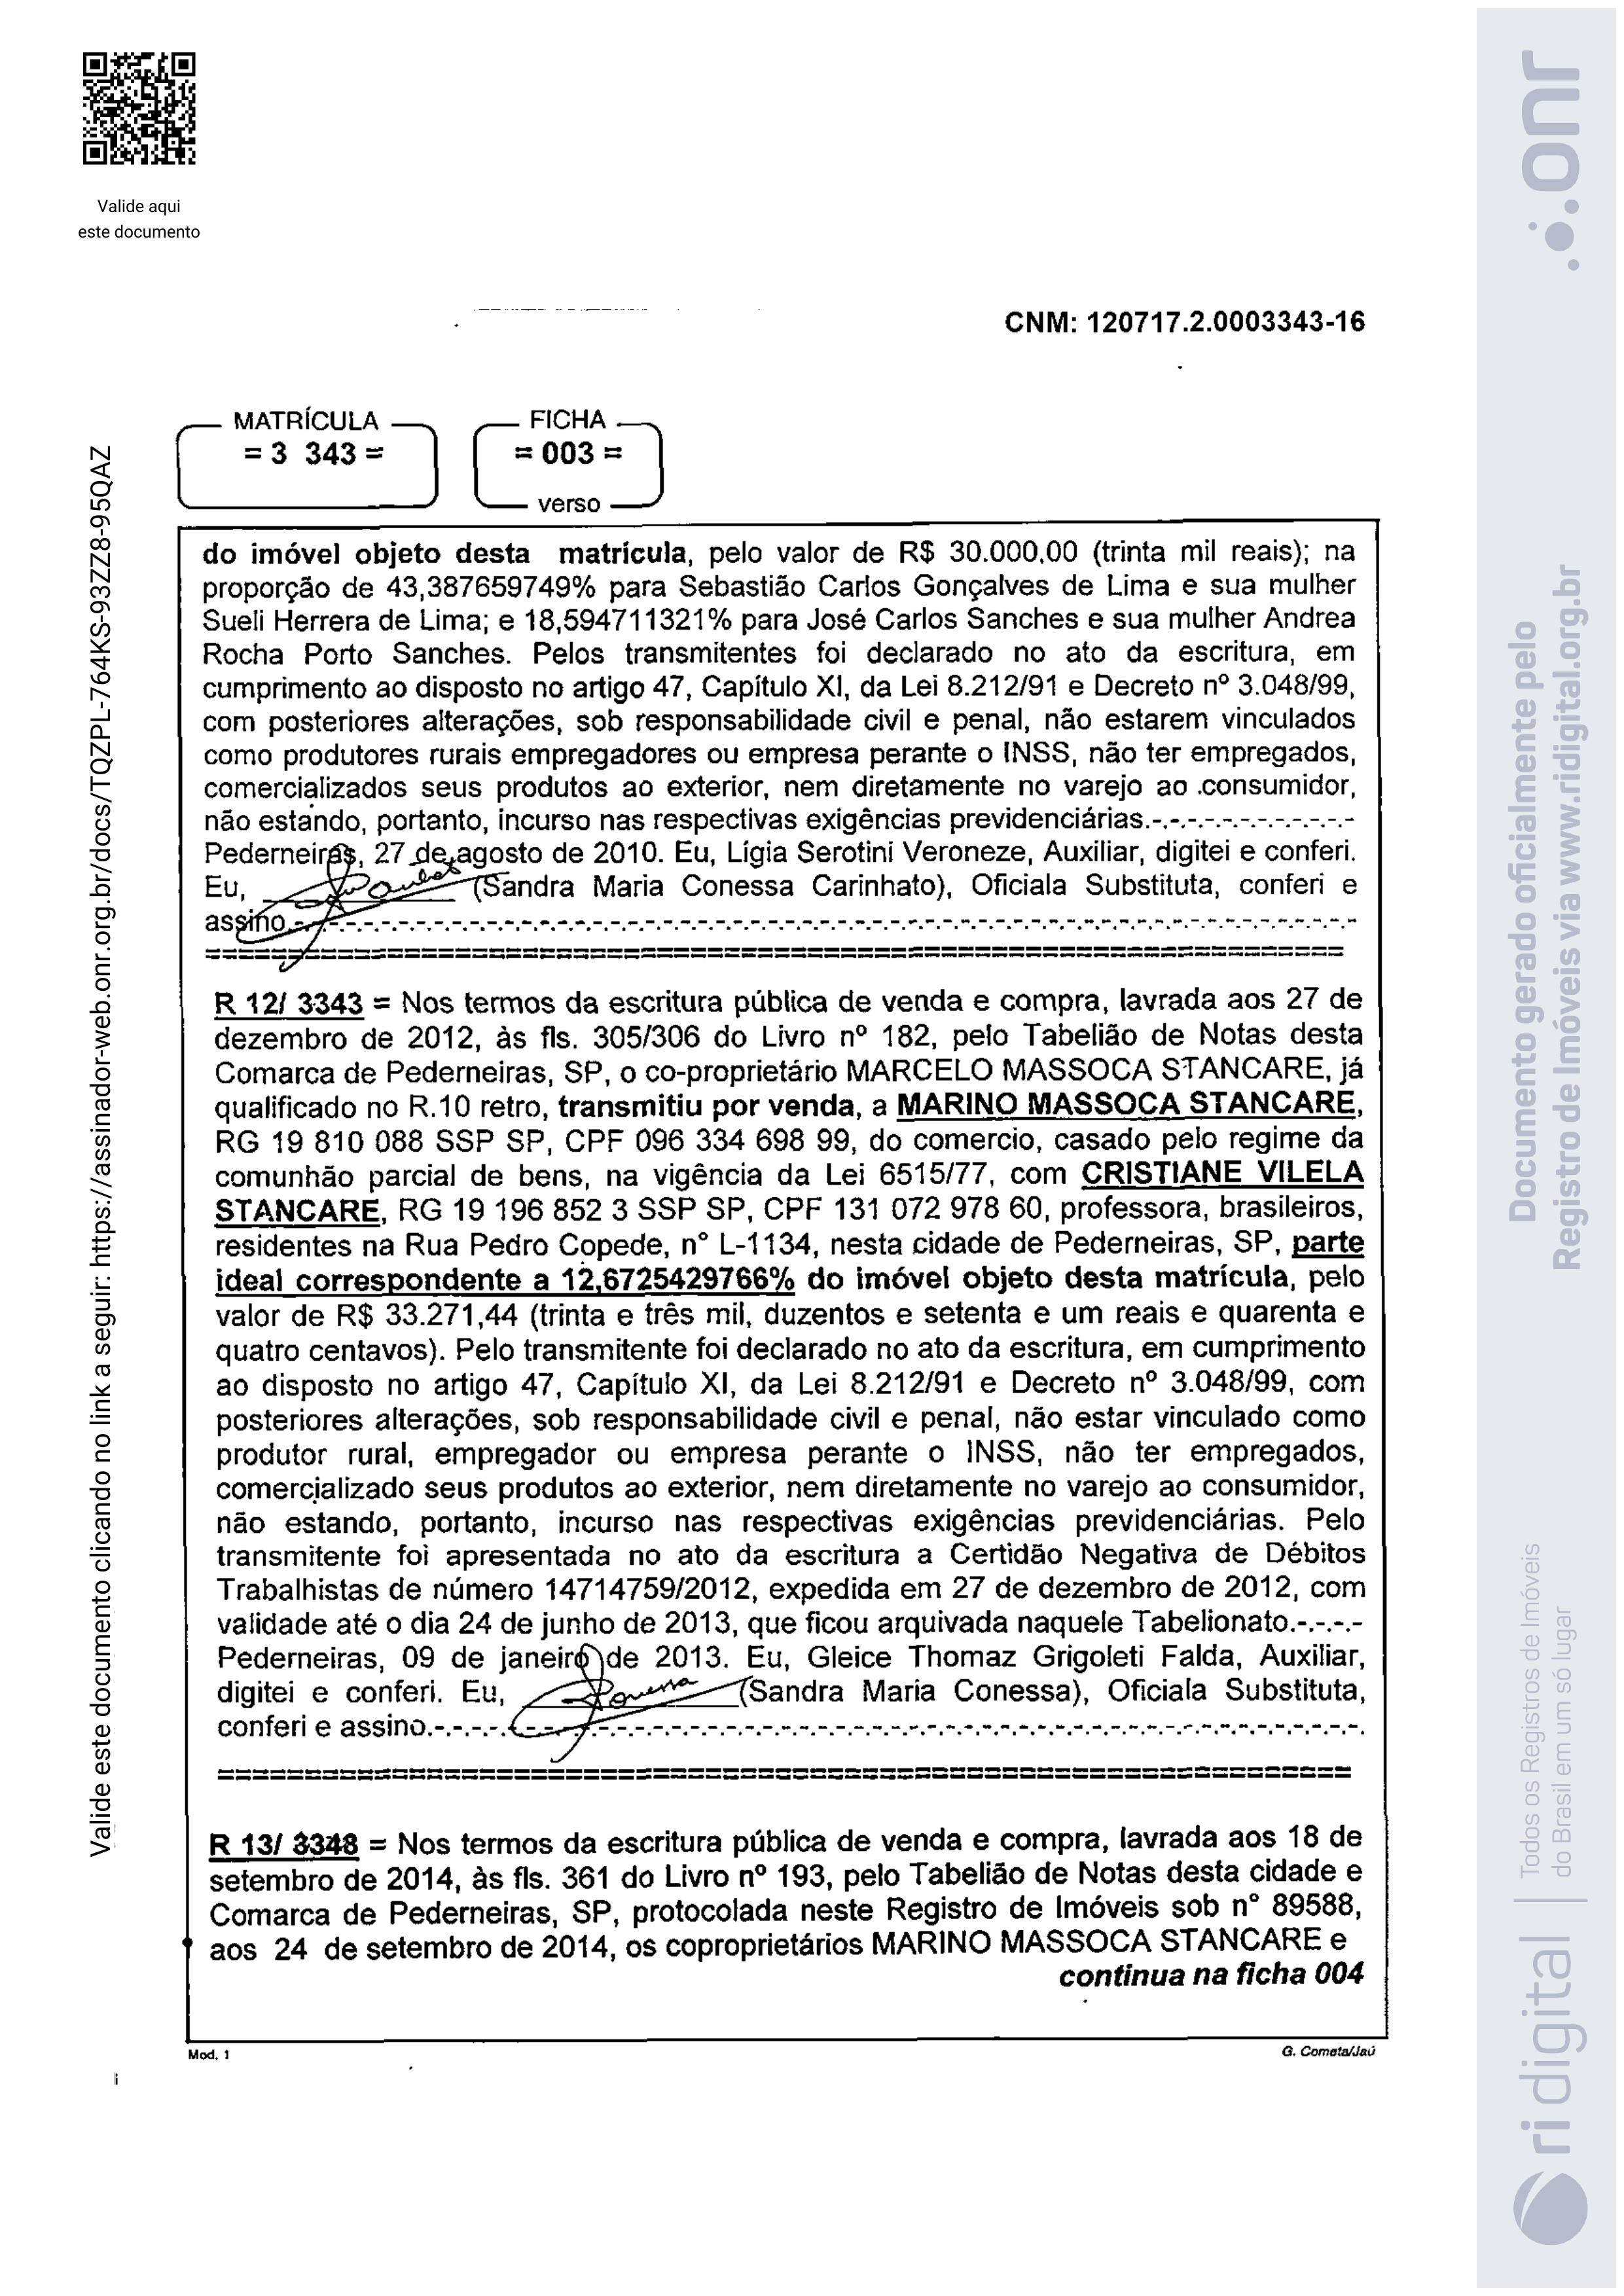 Valide aqui
este documento
CNM: 120717.2.0003343-16
MATRÍCULA
= 3 343 =
FICHA
= 003 =
verso
do imóvel objeto desta matrícula, pelo valor de R$ 30.000,00 (trinta mil reais); na
proporção de 43,387659749% para Sebastião Carlos Gonçalves de Lima e sua mulher
Sueli Herrera de Lima; e 18,594711321% para José Carlos Sanches e sua mulher Andrea
Rocha Porto Sanches. Pelos transmitentes foi declarado no ato da escritura, em
cumprimento ao disposto no artigo 47, Capítulo XI, da Lei 8.212/91 e Decreto nº 3.048/99,
com posteriores alterações, sob responsabilidade civil e penal, não estarem vinculados
como produtores rurais empregadores ou empresa perante o INSS, não ter empregados,
comercializados seus produtos ao exterior, nem diretamente no varejo ao .consumidor,
não estando, portanto, incurso nas respectivas exigências previdenciárias.-.-.-.-.-.-.-.-.-.-.-
Pederneiras, 27 de agosto de 2010. Eu, Lígia Serotini Veroneze, Auxiliar, digitei e conferi.
Eu, (Sandra Maria Conessa Carinhato), Oficiala Substituta, conferi e
assino.-.-.-.-.-.-.-.-.-.-.-.-.-.-.-.-.-.-.-.-.-.-.-.-.-.-.-.-.-.-.-.-.-.-.-.-.-.-.-.-.-
R 12/ 3343 = Nos termos da escritura pública de venda e compra, lavrada aos 27 de
dezembro de 2012, às fls. 305/306 do Livro nº 182, pelo Tabelião de Notas desta
Comarca de Pederneiras, SP, o co-proprietário MARCELO MASSOCA STANCARE, já
qualificado no R.10 retro, transmitiu por venda, a MARINO MASSOCA STANCARE,
RG 19 810 088 SSP SP, CPF 096 334 698 99, do comercio, casado pelo regime da
comunhão parcial de bens, na vigência da Lei 6515/77, com CRISTIANE VILELA
STANCARE, RG 19 196 852 3 SSP SP, CPF 131 072 978 60, professora, brasileiros,
residentes na Rua Pedro Copede, n° L-1134, nesta cidade de Pederneiras, SP, parte
ideal correspondente a 12,6725429766% do imóvel objeto desta matrícula, pelo
valor de R$ 33.271,44 (trinta e três mil, duzentos e setenta e um reais e quarenta e
quatro centavos). Pelo transmitente foi declarado no ato da escritura, em cumprimento
ao disposto no artigo 47, Capítulo XI, da Lei 8.212/91 e Decreto nº 3.048/99, com
posteriores alterações, sob responsabilidade civil e penal, não estar vinculado como
produtor rural, empregador ou empresa perante o INSS, não ter empregados,
comercializado seus produtos ao exterior, nem diretamente no varejo ao consumidor,
não estando, portanto, incurso nas respectivas exigências previdenciárias. Pelo
transmitente foi apresentada no ato da escritura a Certidão Negativa de Débitos
Trabalhistas de número 14714759/2012, expedida em 27 de dezembro de 2012, com
validade até o dia 24 de junho de 2013, que ficou arquivada naquele Tabelionato.-.-.-.-
Pederneiras, 09 de janeiro de 2013. Eu, Gleice Thomaz Grigoleti Falda, Auxiliar,
digitei e conferi. Eu, (Sandra Maria Conessa), Oficiala Substituta,
conferi e assino.-.-.-.-.-.-.-.-.-.-.-.-.-.-.-.-.-.-.-.-.-.-.-.-.-.-.-.-.-.-.-.-.-.-.-.
R 13/ 3348 = Nos termos da escritura pública de venda e compra, lavrada aos 18 de
setembro de 2014, às fls. 361 do Livro nº 193, pelo Tabelião de Notas desta cidade e
Comarca de Pederneiras, SP, protocolada neste Registro de Imóveis sob n° 89588,
aos 24 de setembro de 2014, os coproprietários MARINO MASSOCA STANCARE e
continua na ficha 004
Mod. 1
G. Cometa/Jaú
Valide este documento clicando no link a seguir: https://assinador-web.onr.org.br/docs/TQZPL-764KS-93ZZ8-95QAZ
onr
Documento gerado oficialmente pelo
Registro de Imóveis via www.ridigital.org.br
Todos os Registros de Imóveis
do Brasil em um só lugar
ri digital